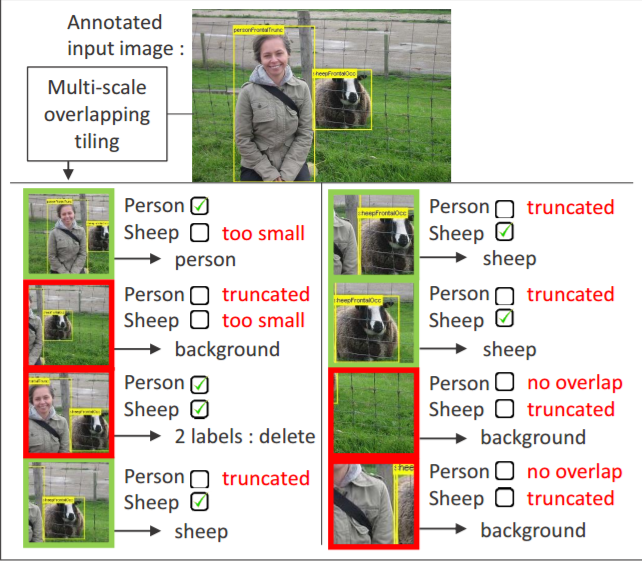 Annotated
input image :
Multi-scale
overlapping
tiling
personFrontalTrunc
heepFrontalOcc
Person
Sheep too small
person
Person truncated
Sheep too small
background
Person
Sheep
2 labels : delete
Person truncated
Sheep
sheep
Person truncated
Sheep
sheep
Person truncated
Sheep
sheep
Person no overlap
Sheep truncated
background
Person no overlap
Sheep truncated
background